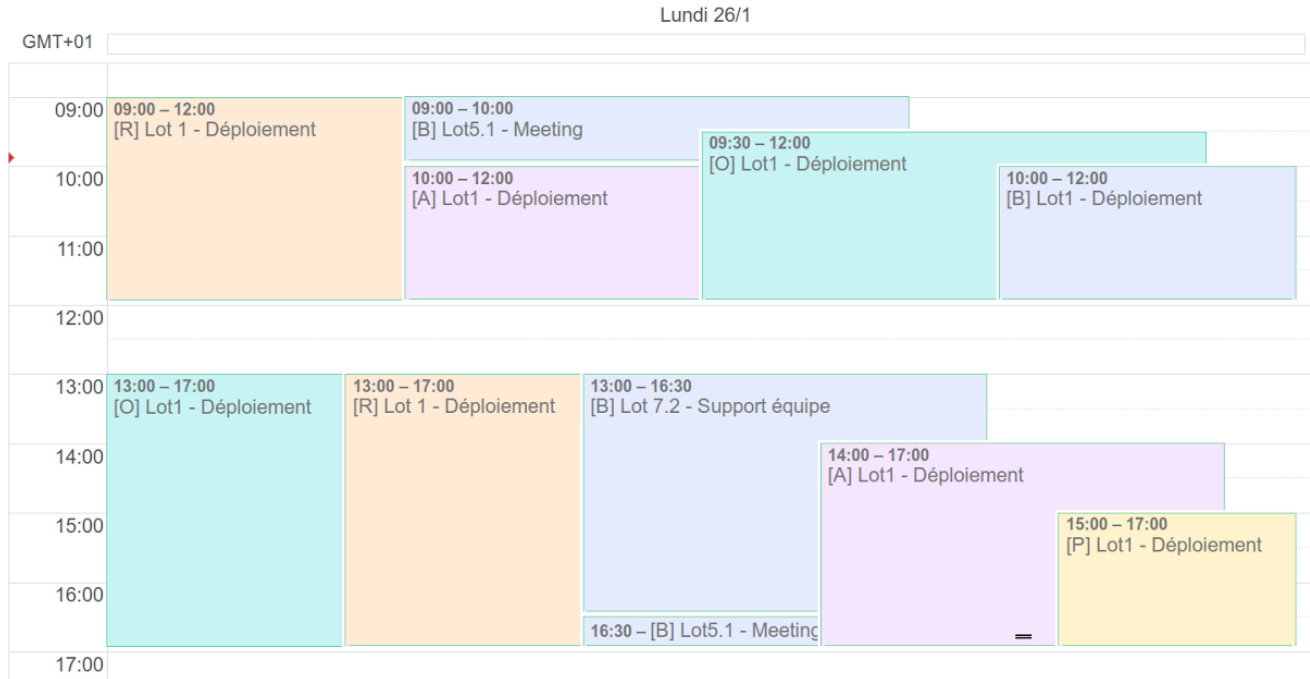 Lundi 26/1
GMT+01
09:00
09:00 – 12:00
[R] Lot 1 - Déploiement
09:00 – 10:00
[B] Lot5.1 - Meeting
09:30 – 12:00
[O] Lot1 - Déploiement
10:00
10:00 – 12:00
[A] Lot1 - Déploiement
10:00 – 12:00
[B] Lot1 - Déploiement
11:00
12:00
13:00
13:00 – 17:00
[O] Lot1 - Déploiement
13:00 – 17:00
[R] Lot 1 - Déploiement
13:00 – 16:30
[B] Lot 7.2 - Support équipe
14:00
14:00 – 17:00
[A] Lot1 - Déploiement
15:00
15:00 – 17:00
[P] Lot1 - Déploiement
16:00
16:30 – [B] Lot5.1 - Meeting
17:00